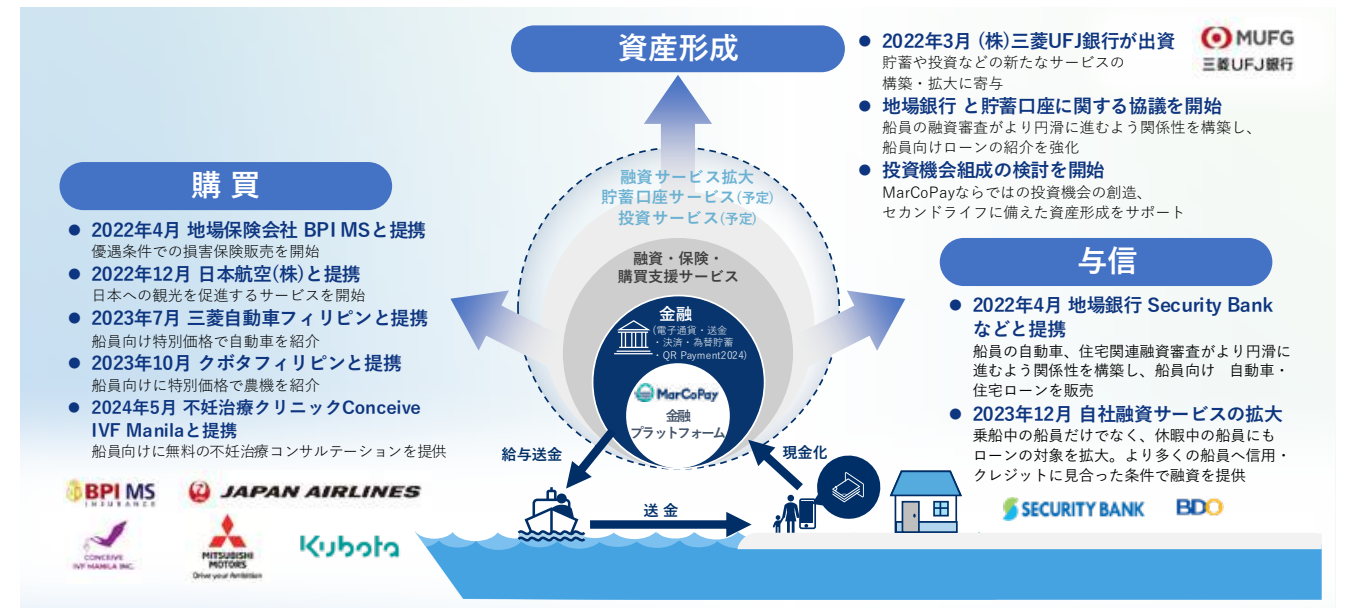 資産形成
● 2022年3月 (株)三菱UFJ銀行が出資
貯蓄や投資などの新たなサービスの
構築・拡大に寄与
● 地場銀行 と貯蓄口座に関する協議を開始
船員の融資審査がより円滑に進むよう関係性を構築し、
船員向けローンの紹介を強化
● 投資機会組成の検討を開始
MarCoPayならではの投資機会の創造、
セカンドライフに備えた資産形成をサポート
MUFG
三菱UFJ銀行
購 買
● 2022年4月 地場保険会社 BPI MSと提携
優遇条件での損害保険販売を開始
● 2022年12月 日本航空(株)と提携
日本への観光を促進するサービスを開始
● 2023年7月 三菱自動車フィリピンと提携
船員向け特別価格で自動車を紹介
● 2023年10月 クボタフィリピンと提携
船員向けに特別価格で農機を紹介
● 2024年5月 不妊治療クリニックConceive
IVF Manilaと提携
船員向けに無料の不妊治療コンサルテーションを提供
BPI MS
INSURANCE
JAPAN AIRLINES
CONCEIVE
IVF MANILA INC.
MITSUBISHI
MOTORS
Drive your Ambition
Kubota
融資サービス拡大
貯蓄口座サービス(予定)
投資サービス(予定)
融資・保険・
購買支援サービス
金融
(電子通貨・送金
・決済・為替貯蓄
・QR Payment2024)
MarCoPay
金融
プラットフォーム
給与送金
現金化
送 金
与信
● 2022年4月 地場銀行 Security Bank
などと提携
船員の自動車、住宅関連融資審査がより円滑に
進むよう関係性を構築し、船員向け 自動車・
住宅ローンを販売
● 2023年12月 自社融資サービスの拡大
乗船中の船員だけでなく、休暇中の船員にも
ローンの対象を拡大。より多くの船員へ信用・
クレジットに見合った条件で融資を提供
SECURITY BANK
BDO